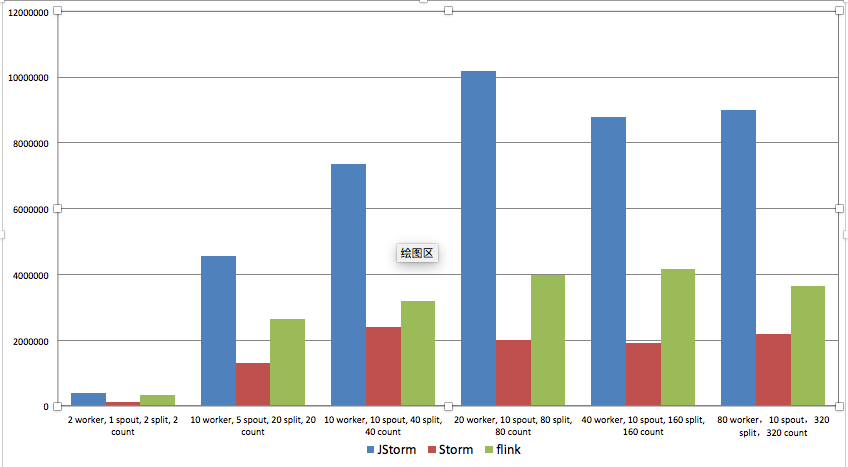 12000000
10000000
8000000
6000000
4000000
2000000
0
绘图区
2 worker, 1 spout, 2 split, 2
count
10 worker, 5 spout, 20 split, 20
count
10 worker, 10 spout, 40 split,
40 count
20 worker, 10 spout, 80 split,
80 count
40 worker, 10 spout, 160 split,
160 count
80 worker，10 spout，320
split，320 count
JStorm
Storm
flink